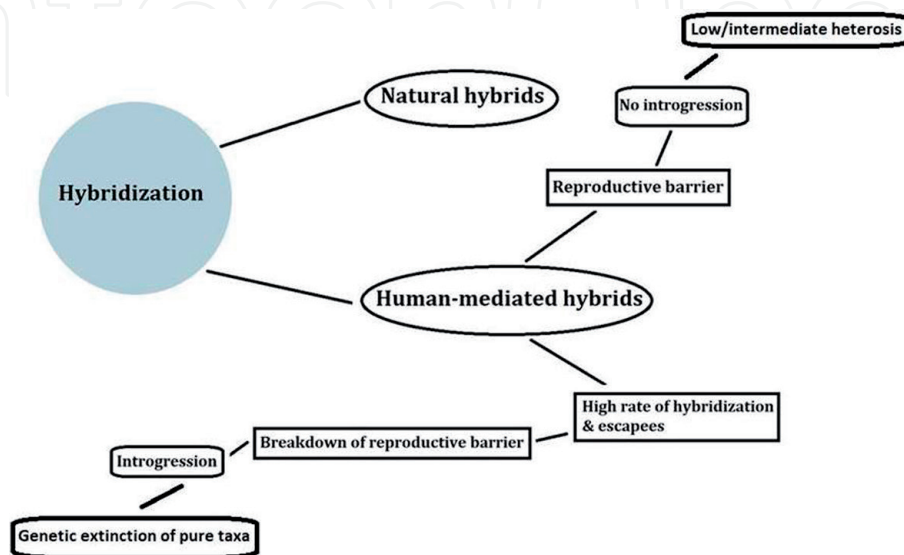 Low/intermediate heterosis
Natural hybrids
No introgression
Hybridization
Reproductive barrier
Human-mediated hybrids
High rate of hybridization
& escapees
Breakdown of reproductive barrier
Introgression
Genetic extinction of pure taxa